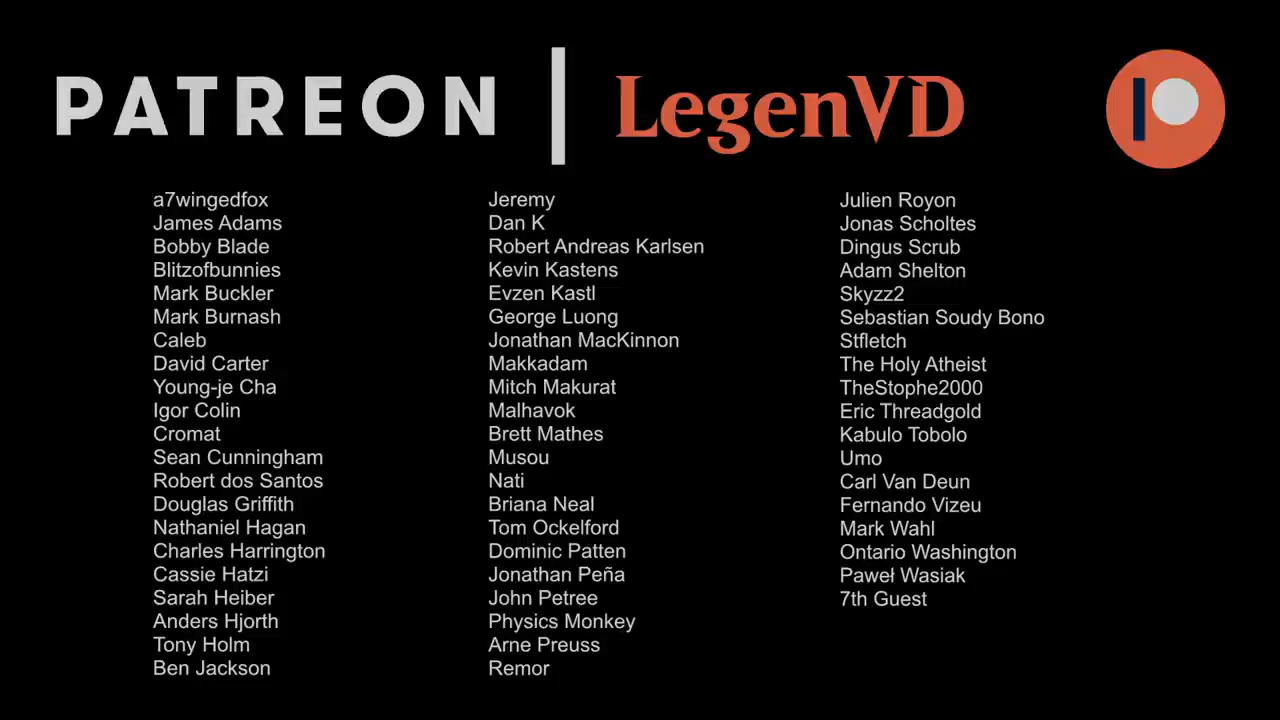 PATREON | LegenVD
a7wingedfox
James Adams
Bobby Blade
Blitzofbunnies
Mark Buckler
Mark Burnash
Caleb
David Carter
Young-je Cha
Igor Colin
Cromat
Sean Cunningham
Robert dos Santos
Douglas Griffith
Nathaniel Hagan
Charles Harrington
Cassie Hatzi
Sarah Heiber
Anders Hjorth
Tony Holm
Ben Jackson
Jeremy
Dan K
Robert Andreas Karlsen
Kevin Kastens
Evzen Kastl
George Luong
Jonathan MacKinnon
Makkadam
Mitch Makurat
Malhavok
Brett Mathes
Musou
Nati
Briana Neal
Tom Ockelford
Dominic Patten
Jonathan Peña
John Petree
Physics Monkey
Arne Preuss
Remor
Julien Royon
Jonas Scholtes
Dingus Scrub
Adam Shelton
Skyzz2
Sebastian Soudy Bono
Stfletch
The Holy Atheist
TheStophe2000
Eric Threadgold
Kabulo Tobolo
Umo
Carl Van Deun
Fernando Vizeu
Mark Wahl
Ontario Washington
Paweł Wasiak
7th Guest